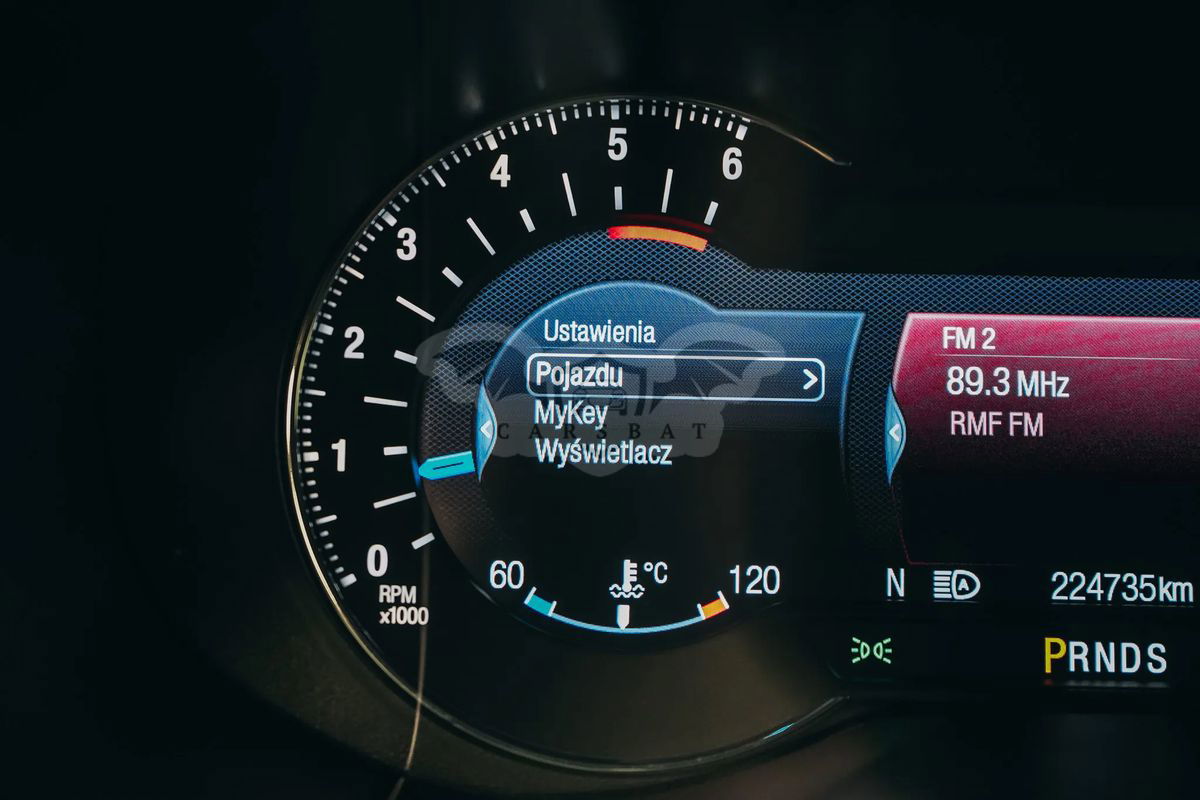 6
5
4
3
2
1
0
RPM
x1000
Ustawienia
Pojazdu
MyKey
CARSBAT
Wyświetlacz
60
°C
120
FM 2
89.3 MHz
RMF FM
N
A
224735km
PRNDS